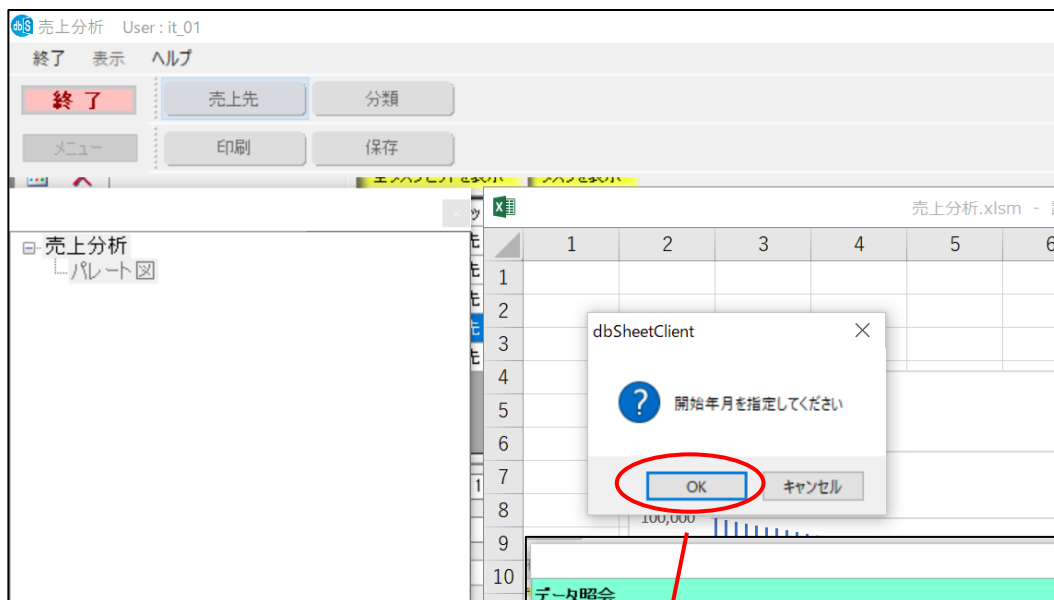 dbS 売上分析 User : it_01
終了 表示 ヘルプ
終 了 売上先 分類
メニュー 印刷 保存
売上分析.xlsm -
売上分析
パレート図
1 2 3 4 5 6
1
2
3
4
5
6
7
8
9
10
dbSheetClient
開始年月を指定してください
OK キャンセル
100,000
データ照会